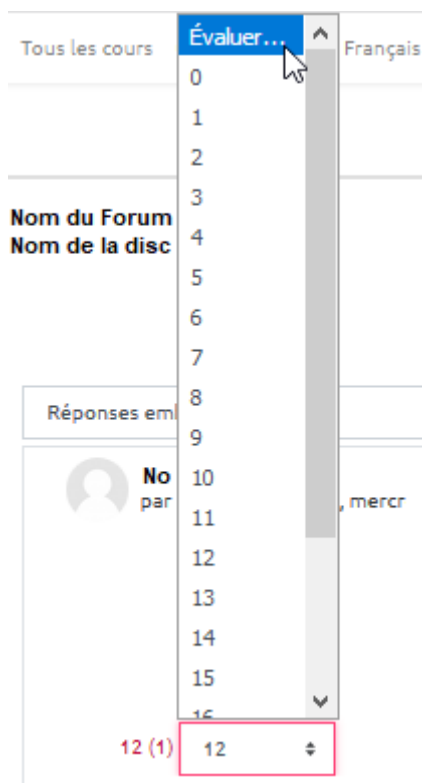 Tous les cours
Évaluer...
Français
0
1
2
3
Nom du Forum
Nom de la disc
4
5
6
7
8
Réponses
9
No
10
par
, mercr
11
12
13
14
15
16
12 (1)
12